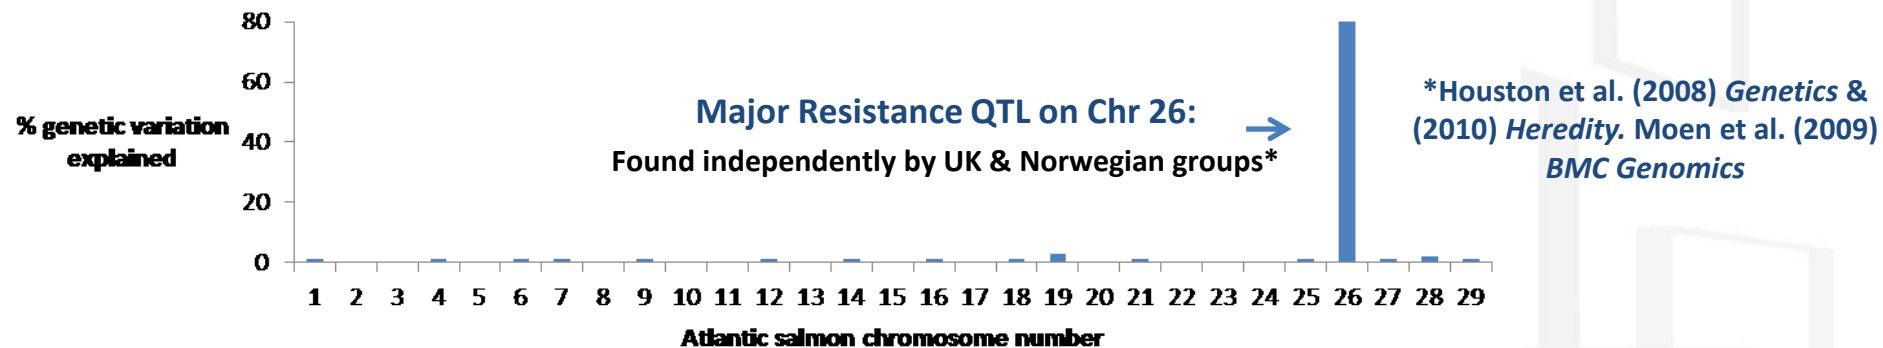 80
60
40
20
0
% genetic variation
explained
Major Resistance QTL on Chr 26:
Found independently by UK & Norwegian groups*
*Houston et al. (2008) Genetics &
(2010) Heredity. Moen et al. (2009)
BMC Genomics
1 2 3 4 5 6 7 8 9 10 11 12 13 14 15 16 17 18 19 20 21 22 23 24 25 26 27 28 29
Atlantic salmon chromosome number